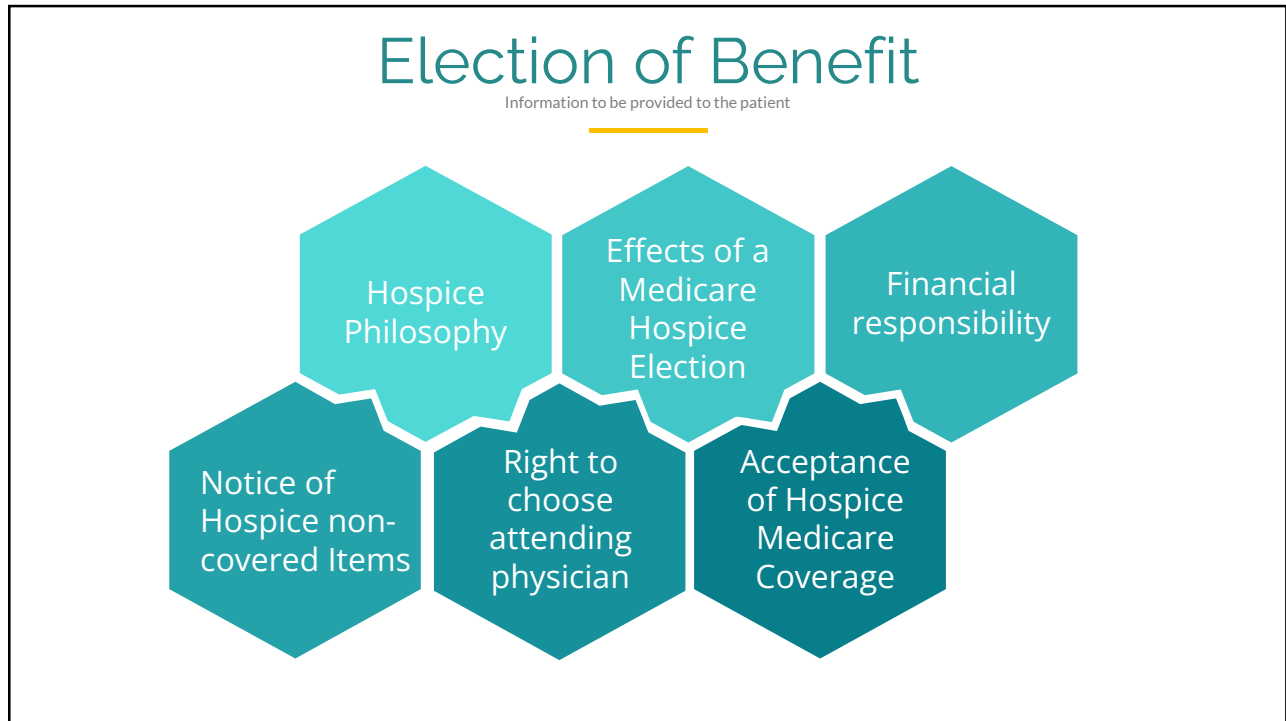 Election of Benefit
Information to be provided to the patient
Hospice
Philosophy
Effects of a
Medicare
Hospice
Election
Financial
responsibility
Notice of
Hospice non-
covered Items
Right to
choose
attending
physician
Acceptance
of Hospice
Medicare
Coverage